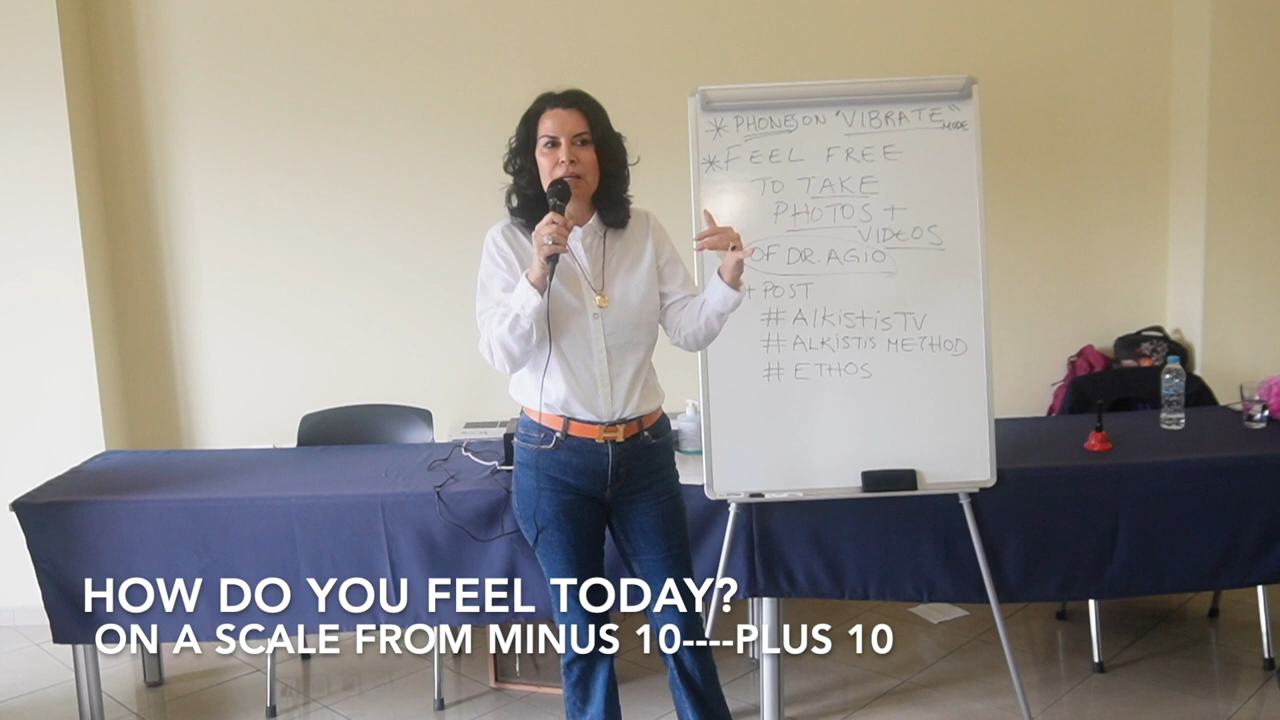 * PHONES ON "VIBRATE" MODE
* FEEL FREE
TO TAKE
PHOTOS +
VIDEOS
OF DR. AGIO
+ POST
# AlkistisTV
# ALKISTIS METHOD
# ETHOS
HOW DO YOU FEEL TODAY?
ON A SCALE FROM MINUS 10----PLUS 10